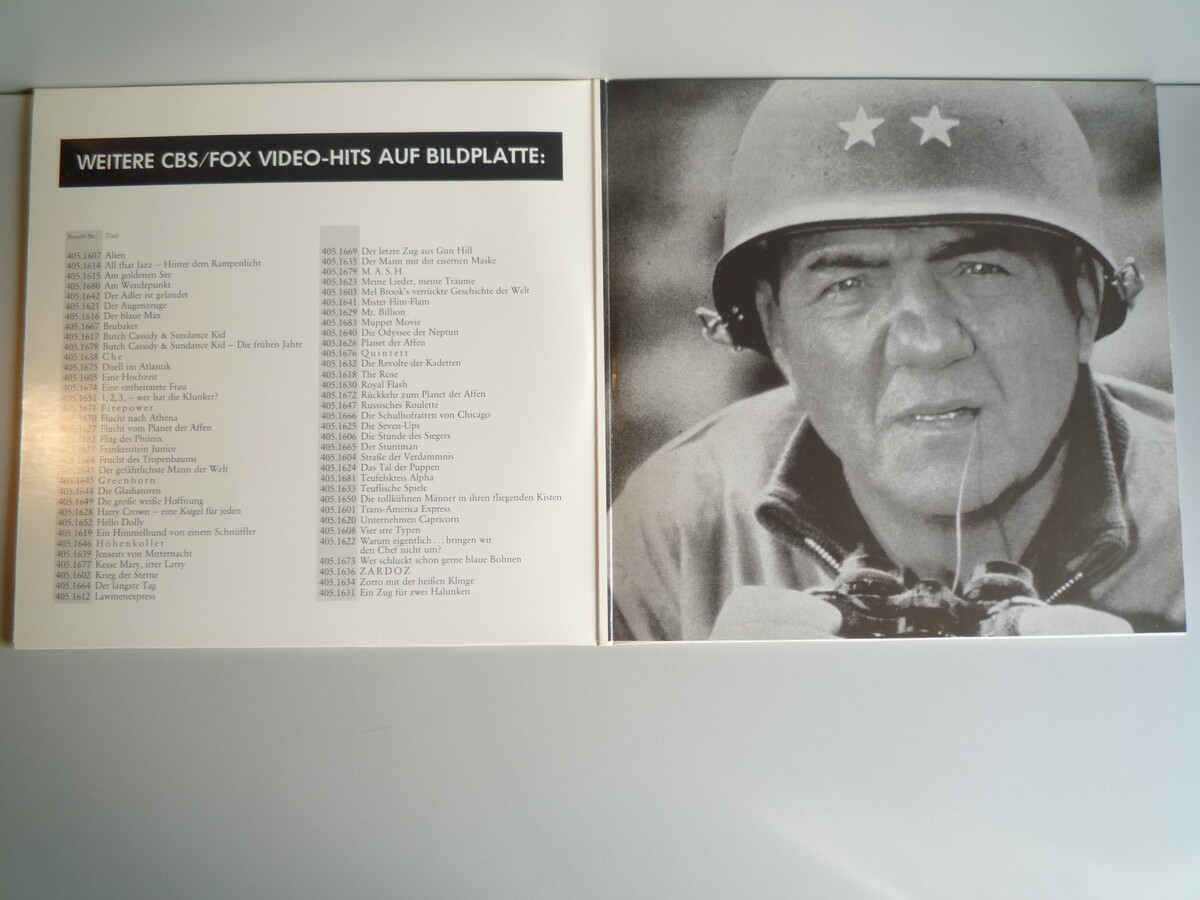 WEITERE CBS/FOX VIDEO-HITS AUF BILDPLATTE:
Bestell-Nr. Titel
405.1607 Alien
405.1614 All that Jazz – Hinter dem Rampenlicht
405.1615 Am goldenen See
405.1680 Am Wendepunkt
405.1642 Der Adler ist gelandet
405.1621 Der Augenzeuge
405.1616 Der blaue Max
405.1667 Brubaker
405.1617 Butch Cassidy & Sundance Kid
405.1678 Butch Cassidy & Sundance Kid – Die frühen Jahre
405.1638 Che
405.1675 Duell im Atlantik
405.1605 Eine Hochzeit
405.1674 Eine entheiratete Frau
405.1651 1, 2, 3, – wer hat die Klunker?
405.1671 Firepower
Flucht nach Athena
Flucht vom Planet der Affen
Flug des Phönix
Frankenstein Junior
Frucht des Tropenbaums
405.1643 Der gefährlichste Mann der Welt
405.1645 Greenhorn
405.1644 Die Gladiatoren
405.1649 Die große weiße Hoffnung
405.1628 Harry Crown – eine Kugel für jeden
405.1652 Hello Dolly
405.1619 Ein Himmelhund von einem Schnüffler
405.1646 Höhenkoller
405.1639 Jenseits von Mitternacht
405.1677 Kesse Mary, irrer Larry
405.1602 Krieg der Sterne
405.1664 Der längste Tag
405.1612 Lawinenexpress
405.1669 Der letzte Zug aus Gun Hill
405.1635 Der Mann mit der eisernen Maske
405.1679 M. A. S. H.
405.1623 Meine Lieder, meine Träume
405.1603 Mel Brook's verrückte Geschichte der Welt
405.1641 Mister Flim-Flam
405.1629 Mr. Billion
405.1683 Muppet Movie
405.1640 Die Odyssee der Neptun
405.1626 Planet der Affen
405.1676 Quintett
405.1632 Die Revolte der Kadetten
405.1618 The Rose
405.1630 Royal Flash
405.1672 Rückkehr zum Planet der Affen
405.1647 Russisches Roulette
405.1666 Die Schulhofratten von Chicago
405.1625 Die Seven-Ups
405.1606 Die Stunde des Siegers
405.1665 Der Stuntman
405.1604 Straße der Verdammnis
405.1624 Das Tal der Puppen
405.1681 Teufelskreis Alpha
405.1633 Teuflische Spiele
405.1650 Die tollkühnen Männer in ihren fliegenden Kisten
405.1601 Trans-America Express
405.1620 Unternehmen Capricorn
405.1608 Vier irre Typen
405.1622 Warum eigentlich . . . bringen wir
den Chef nicht um?
405.1673 Wer schluckt schon gerne blaue Bohnen
405.1636 ZARDOZ
405.1634 Zorro mit der heißen Klinge
405.1631 Ein Zug für zwei Halunken